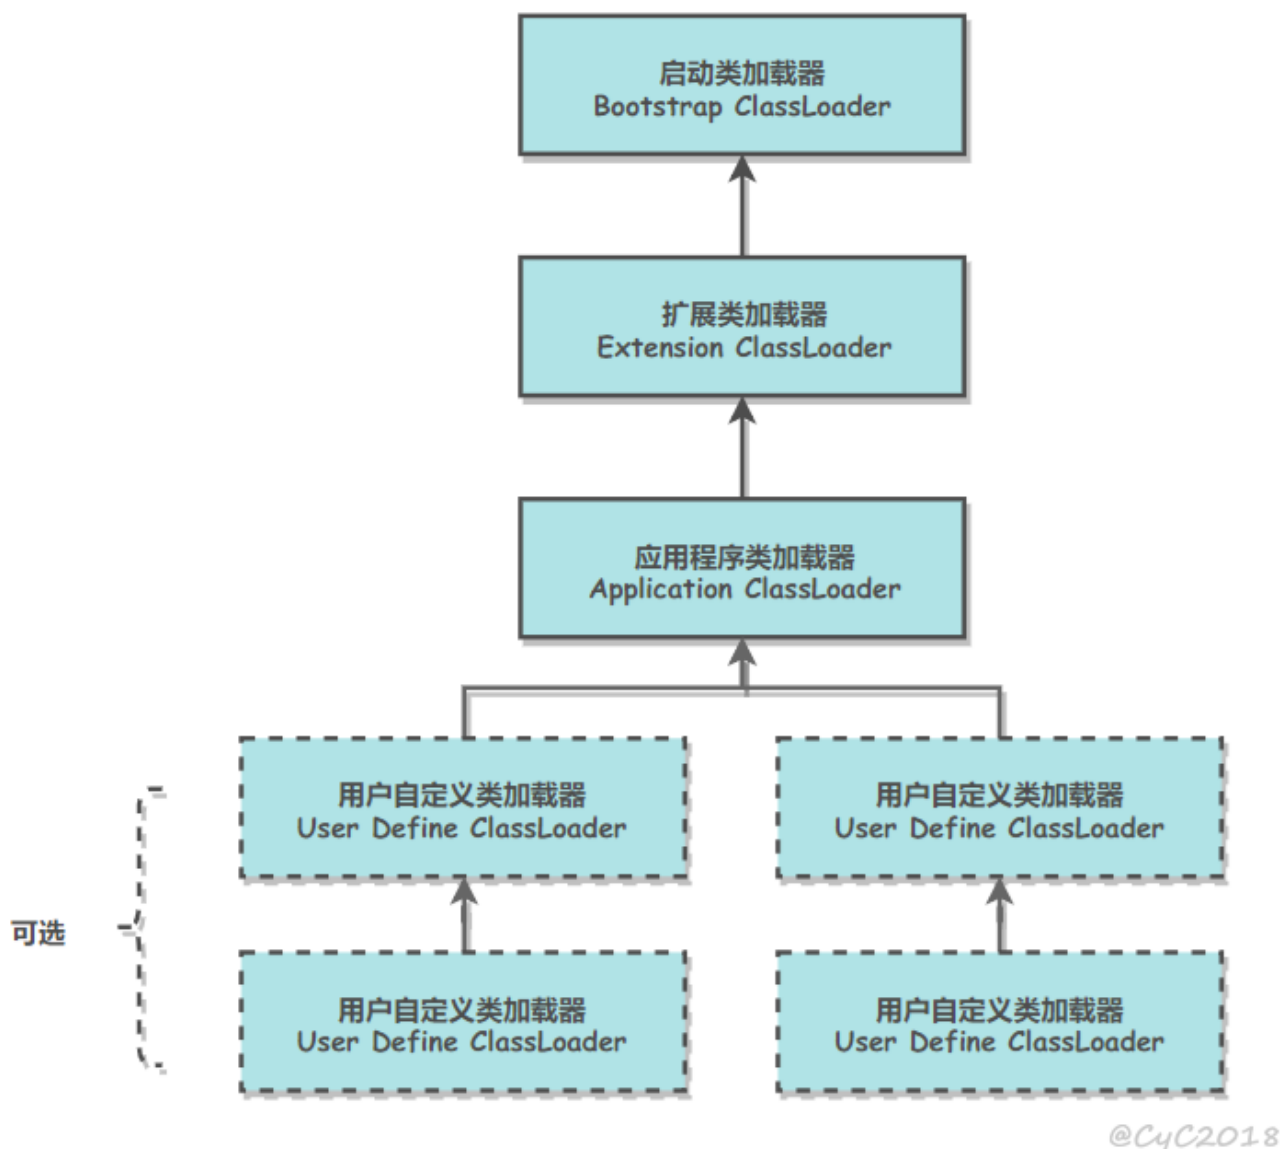 启动类加载器
Bootstrap ClassLoader
扩展类加载器
Extension ClassLoader
应用程序类加载器
Application ClassLoader
用户自定义类加载器
User Define ClassLoader
用户自定义类加载器
User Define ClassLoader
可选
用户自定义类加载器
User Define ClassLoader
用户自定义类加载器
User Define ClassLoader
@CyC2018